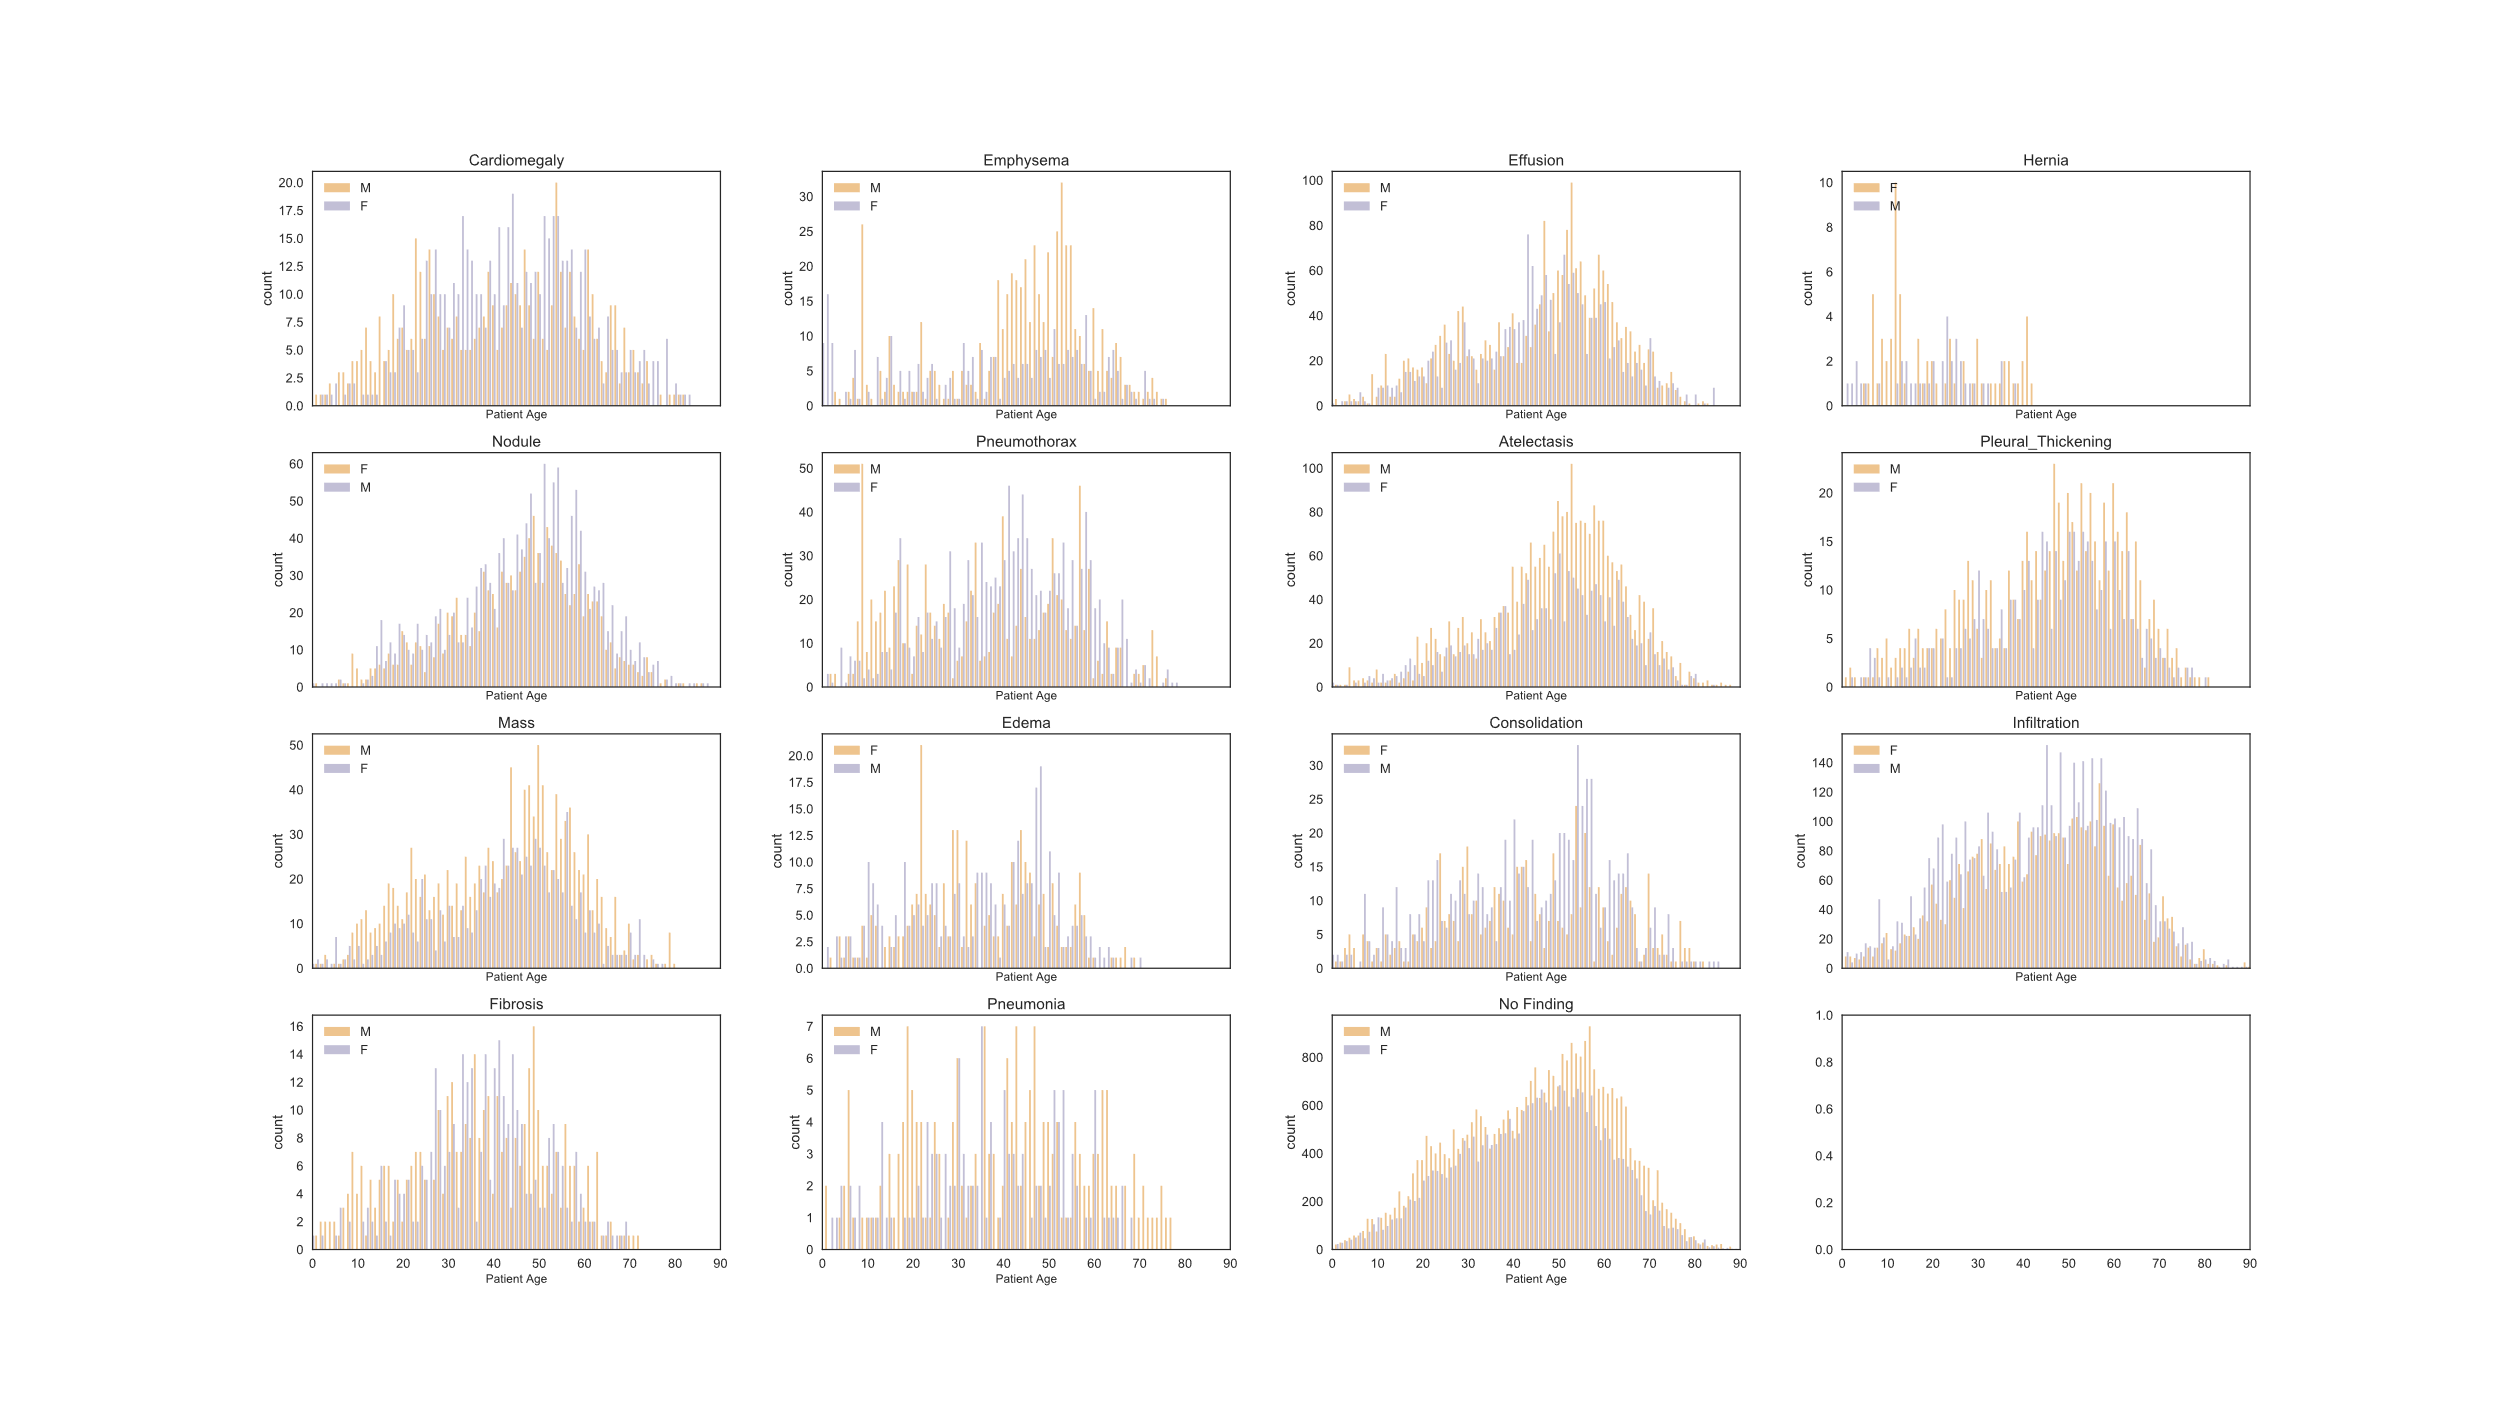 Cardiomegaly
M
F
20.0
17.5
15.0
12.5
10.0
7.5
5.0
2.5
0.0
count
Patient Age
Emphysema
M
F
30
25
20
15
10
5
0
count
Patient Age
Effusion
M
F
100
80
60
40
20
0
count
Patient Age
Hernia
F
M
10
8
6
4
2
0
count
Patient Age
Nodule
F
M
60
50
40
30
20
10
0
count
Patient Age
Pneumothorax
M
F
50
40
30
20
10
0
count
Patient Age
Atelectasis
M
F
100
80
60
40
20
0
count
Patient Age
Pleural_Thickening
M
F
20
15
10
5
0
count
Patient Age
Mass
M
F
50
40
30
20
10
0
count
Patient Age
Edema
F
M
20.0
17.5
15.0
12.5
10.0
7.5
5.0
2.5
0.0
count
Patient Age
Consolidation
F
M
30
25
20
15
10
5
0
count
Patient Age
Infiltration
F
M
140
120
100
80
60
40
20
0
count
Patient Age
Fibrosis
M
F
16
14
12
10
8
6
4
2
0
count
0 10 20 30 40 50 60 70 80 90
Patient Age
Pneumonia
M
F
7
6
5
4
3
2
1
0
count
0 10 20 30 40 50 60 70 80 90
Patient Age
No Finding
M
F
800
600
400
200
0
count
0 10 20 30 40 50 60 70 80 90
Patient Age
1.0
0.8
0.6
0.4
0.2
0.0
0 10 20 30 40 50 60 70 80 90